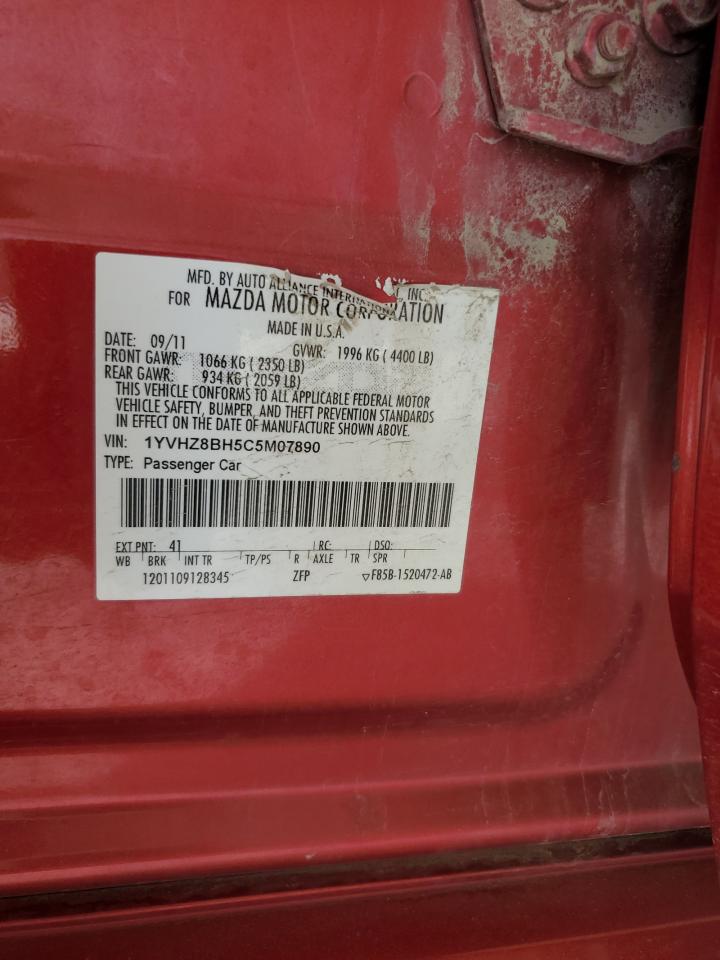 MFD. BY AUTO ALLIANCE INC.
FOR MAZDA MOTOR CORPORATION
MADE IN U.S.A.
DATE: 09/11 GVWR: 1996 KG ( 4400 LB)
FRONT GAWR: 1066 KG ( 2350 LB)
REAR GAWR: 934 KG ( 2059 LB)
THIS VEHICLE CONFORMS TO ALL APPLICABLE FEDERAL MOTOR
VEHICLE SAFETY, BUMPER, AND THEFT PREVENTION STANDARDS
IN EFFECT ON THE DATE OF MANUFACTURE SHOWN ABOVE.
VIN: 1YVHZ8BH5C5M07890
TYPE: Passenger Car
EXT PNT: 41 RC: DSO:
WB BRK INT TR TP/PS R AXLE TR SPR
1201109128345 ZFP ▽FB5B-1520472-AB